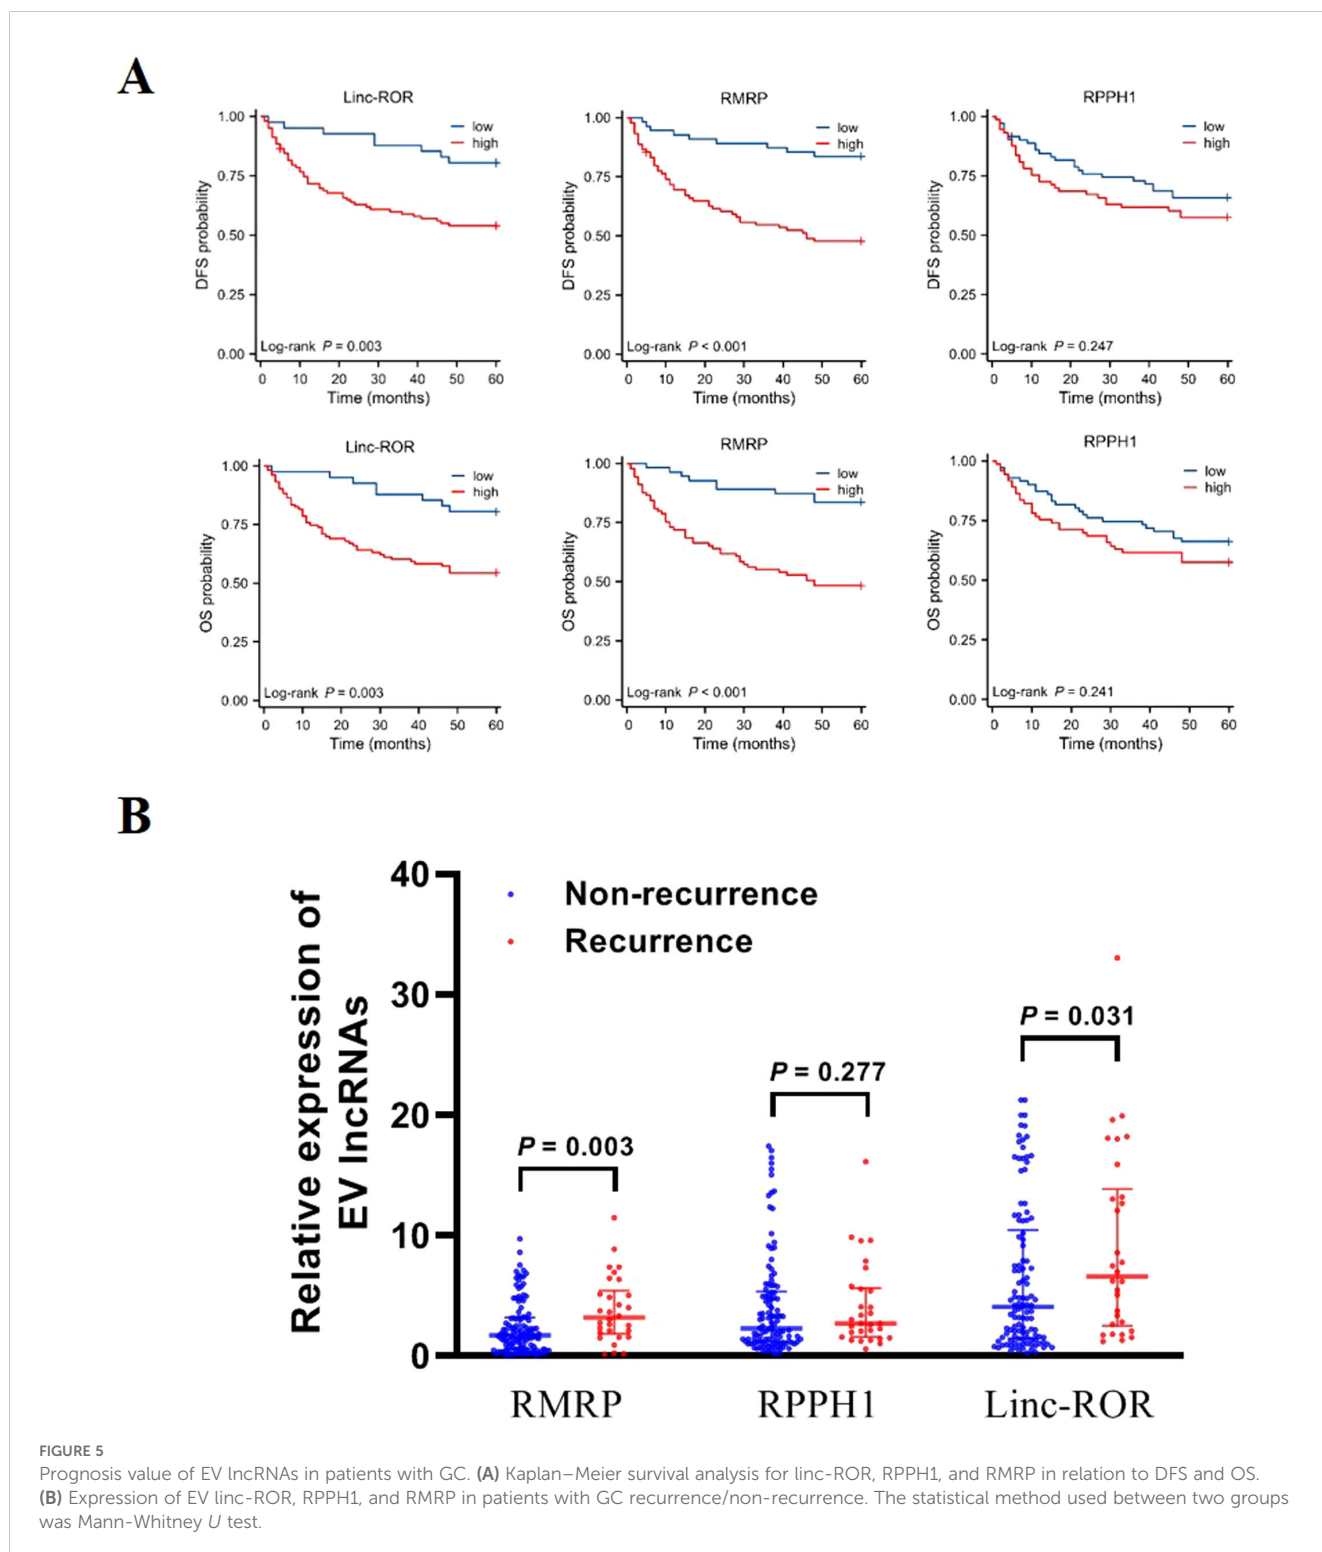 A
Linc-ROR
low
high
1.00
0.75
0.50
0.25
0.00
DFS probability
Log-rank P = 0.003
0 10 20 30 40 50 60
Time (months)
RMRP
low
high
1.00
0.75
0.50
0.25
0.00
DFS probability
Log-rank P < 0.001
0 10 20 30 40 50 60
Time (months)
RPPH1
low
high
1.00
0.75
0.50
0.25
0.00
DFS probobility
Log-rank P = 0.247
0 10 20 30 40 50 60
Time (months)
Linc-ROR
low
high
1.00
0.75
0.50
0.25
0.00
OS probability
Log-rank P = 0.003
0 10 20 30 40 50 60
Time (months)
RMRP
low
high
1.00
0.75
0.50
0.25
0.00
OS probability
Log-rank P < 0.001
0 10 20 30 40 50 60
Time (months)
RPPH1
low
high
1.00
0.75
0.50
0.25
0.00
OS probobility
Log-rank P = 0.241
0 10 20 30 40 50 60
Time (months)
B
Relative expression of
EV lncRNAs
40
30
20
10
0
Non-recurrence
Recurrence
P = 0.003
P = 0.277
P = 0.031
RMRP RPPH1 Linc-ROR
FIGURE 5
Prognosis value of EV lncRNAs in patients with GC. (A) Kaplan–Meier survival analysis for linc-ROR, RPPH1, and RMRP in relation to DFS and OS.
(B) Expression of EV linc-ROR, RPPH1, and RMRP in patients with GC recurrence/non-recurrence. The statistical method used between two groups
was Mann-Whitney U test.